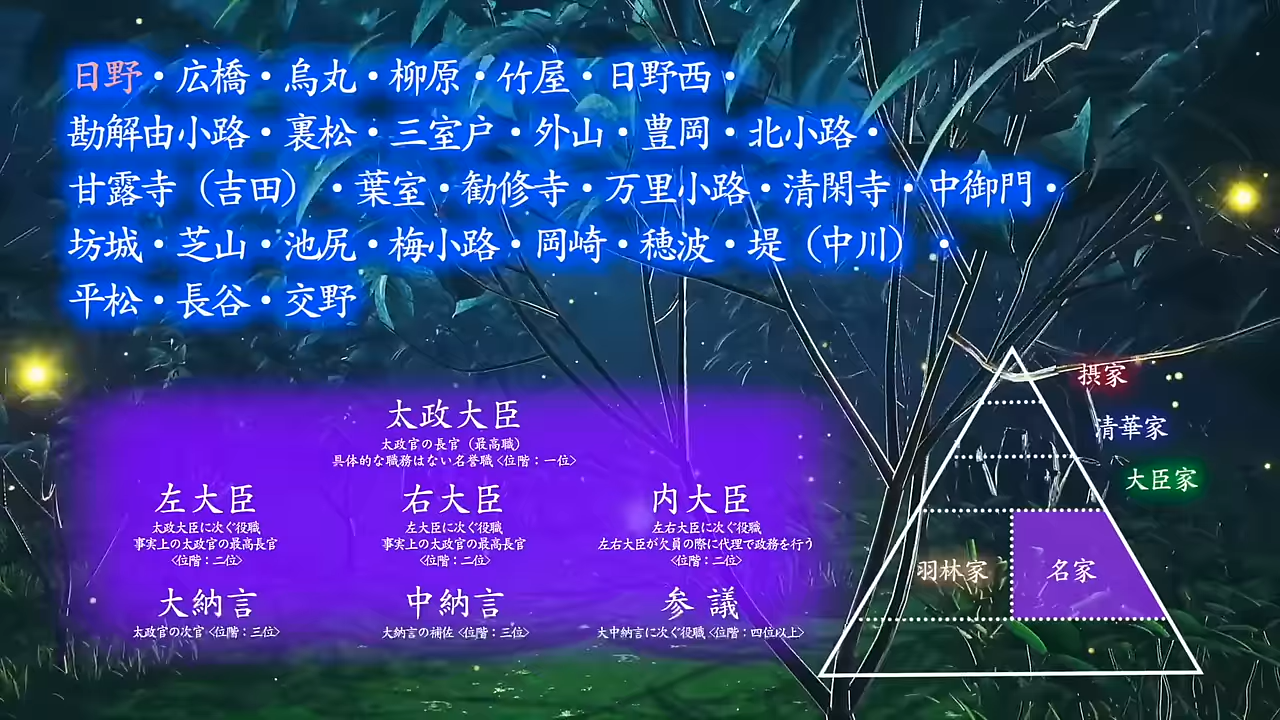 日野・広橋・烏丸・柳原・竹屋・日野西・
勘解由小路・裏松・三室戸・外山・豊岡・北小路・
甘露寺（吉田）・葉室・勧修寺・万里小路・清閑寺・中御門・
坊城・芝山・池尻・梅小路・岡崎・穂波・堤（中川）・
平松・長谷・交野
太政大臣
太政官の長官（最高職）
具体的な職務はない名誉職<位階：一位>
左大臣
太政大臣に次ぐ役職
事実上の太政官の最高長官
<位階：二位>
右大臣
左大臣に次ぐ役職
事実上の太政官の最高長官
<位階：二位>
内大臣
左右大臣に次ぐ役職
左右大臣が欠員の際に代理で政務を行う
<位階：二位>
大納言
太政官の次官<位階：三位>
中納言
大納言の補佐<位階：三位>
参議
大中納言に次ぐ役職<位階：四位以上>
摂家
清華家
大臣家
羽林家
名家